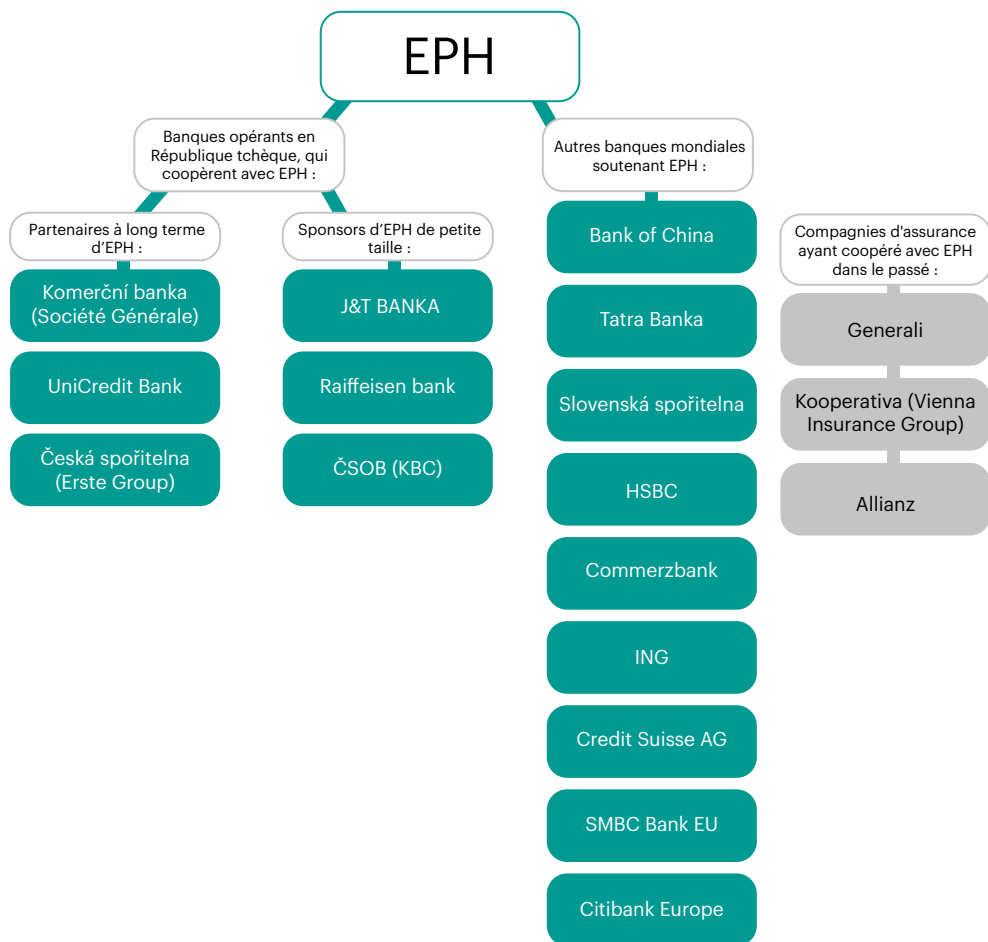 EPH
Banques opérants en
République tchèque, qui
coopèrent avec EPH :
Partenaires à long terme
d'EPH :
Komerční banka
(Société Générale)
UniCredit Bank
Česká spořitelna
(Erste Group)
Sponsors d'EPH de petite
taille :
J&T BANKA
Raiffeisen bank
ČSOB (KBC)
Autres banques mondiales
soutenant EPH :
Bank of China
Tatra Banka
Slovenská spořitelna
HSBC
Commerzbank
ING
Credit Suisse AG
SMBC Bank EU
Citibank Europe
Compagnies d'assurance
ayant coopéré avec EPH
dans le passé :
Generali
Kooperativa (Vienna
Insurance Group)
Allianz